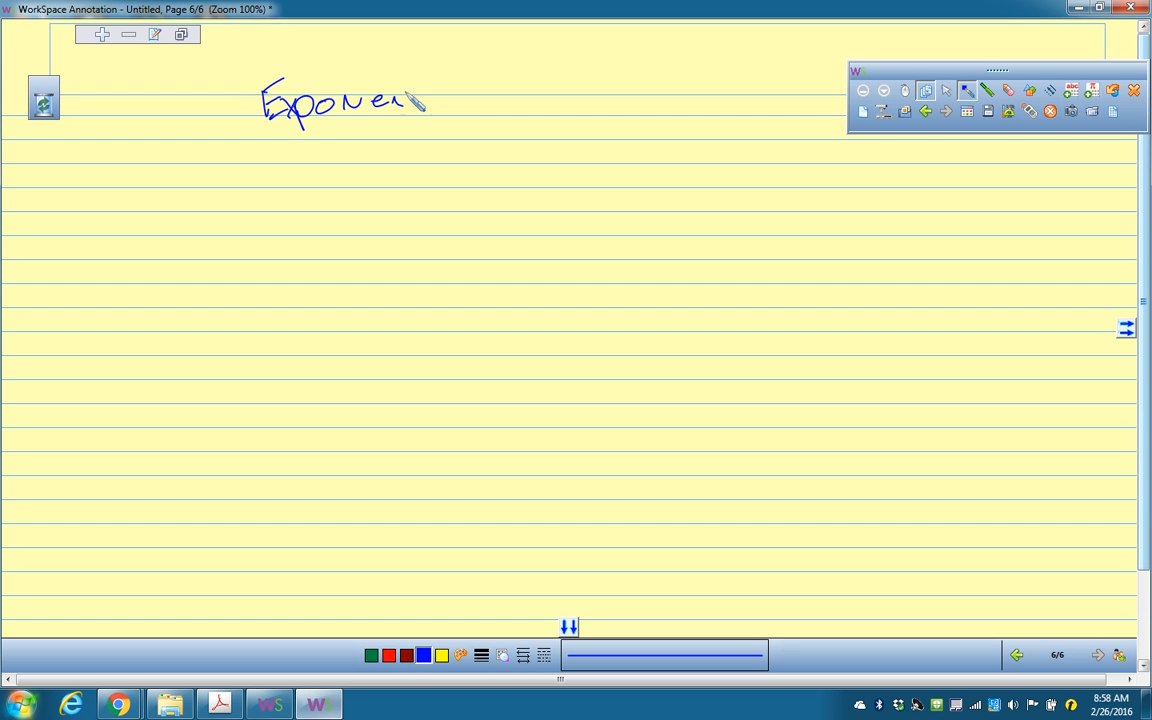 WorkSpace Annotation - Untitled, Page 6/6 (Zoom 100%) *
Exponen
6/6
8:58 AM
2/26/2016